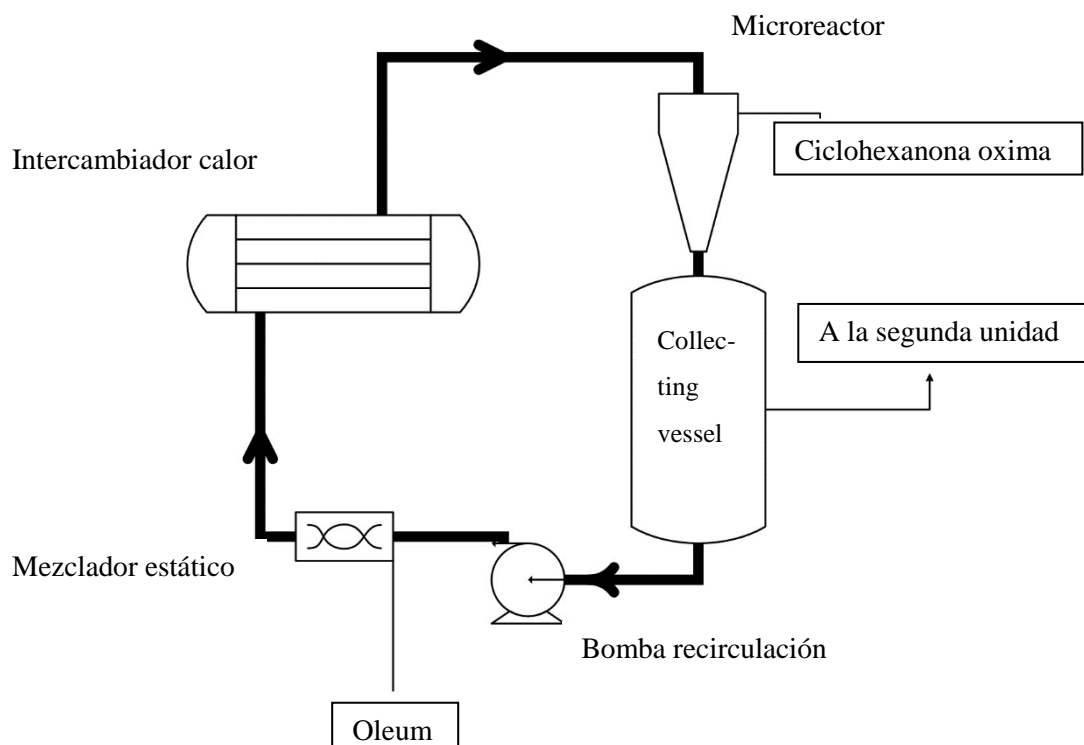 Microreactor
Ciclohexanona oxima
Intercambiador calor
A la segunda unidad
Collec-
ting
vessel
Mezclador estático
Bomba recirculación
Oleum